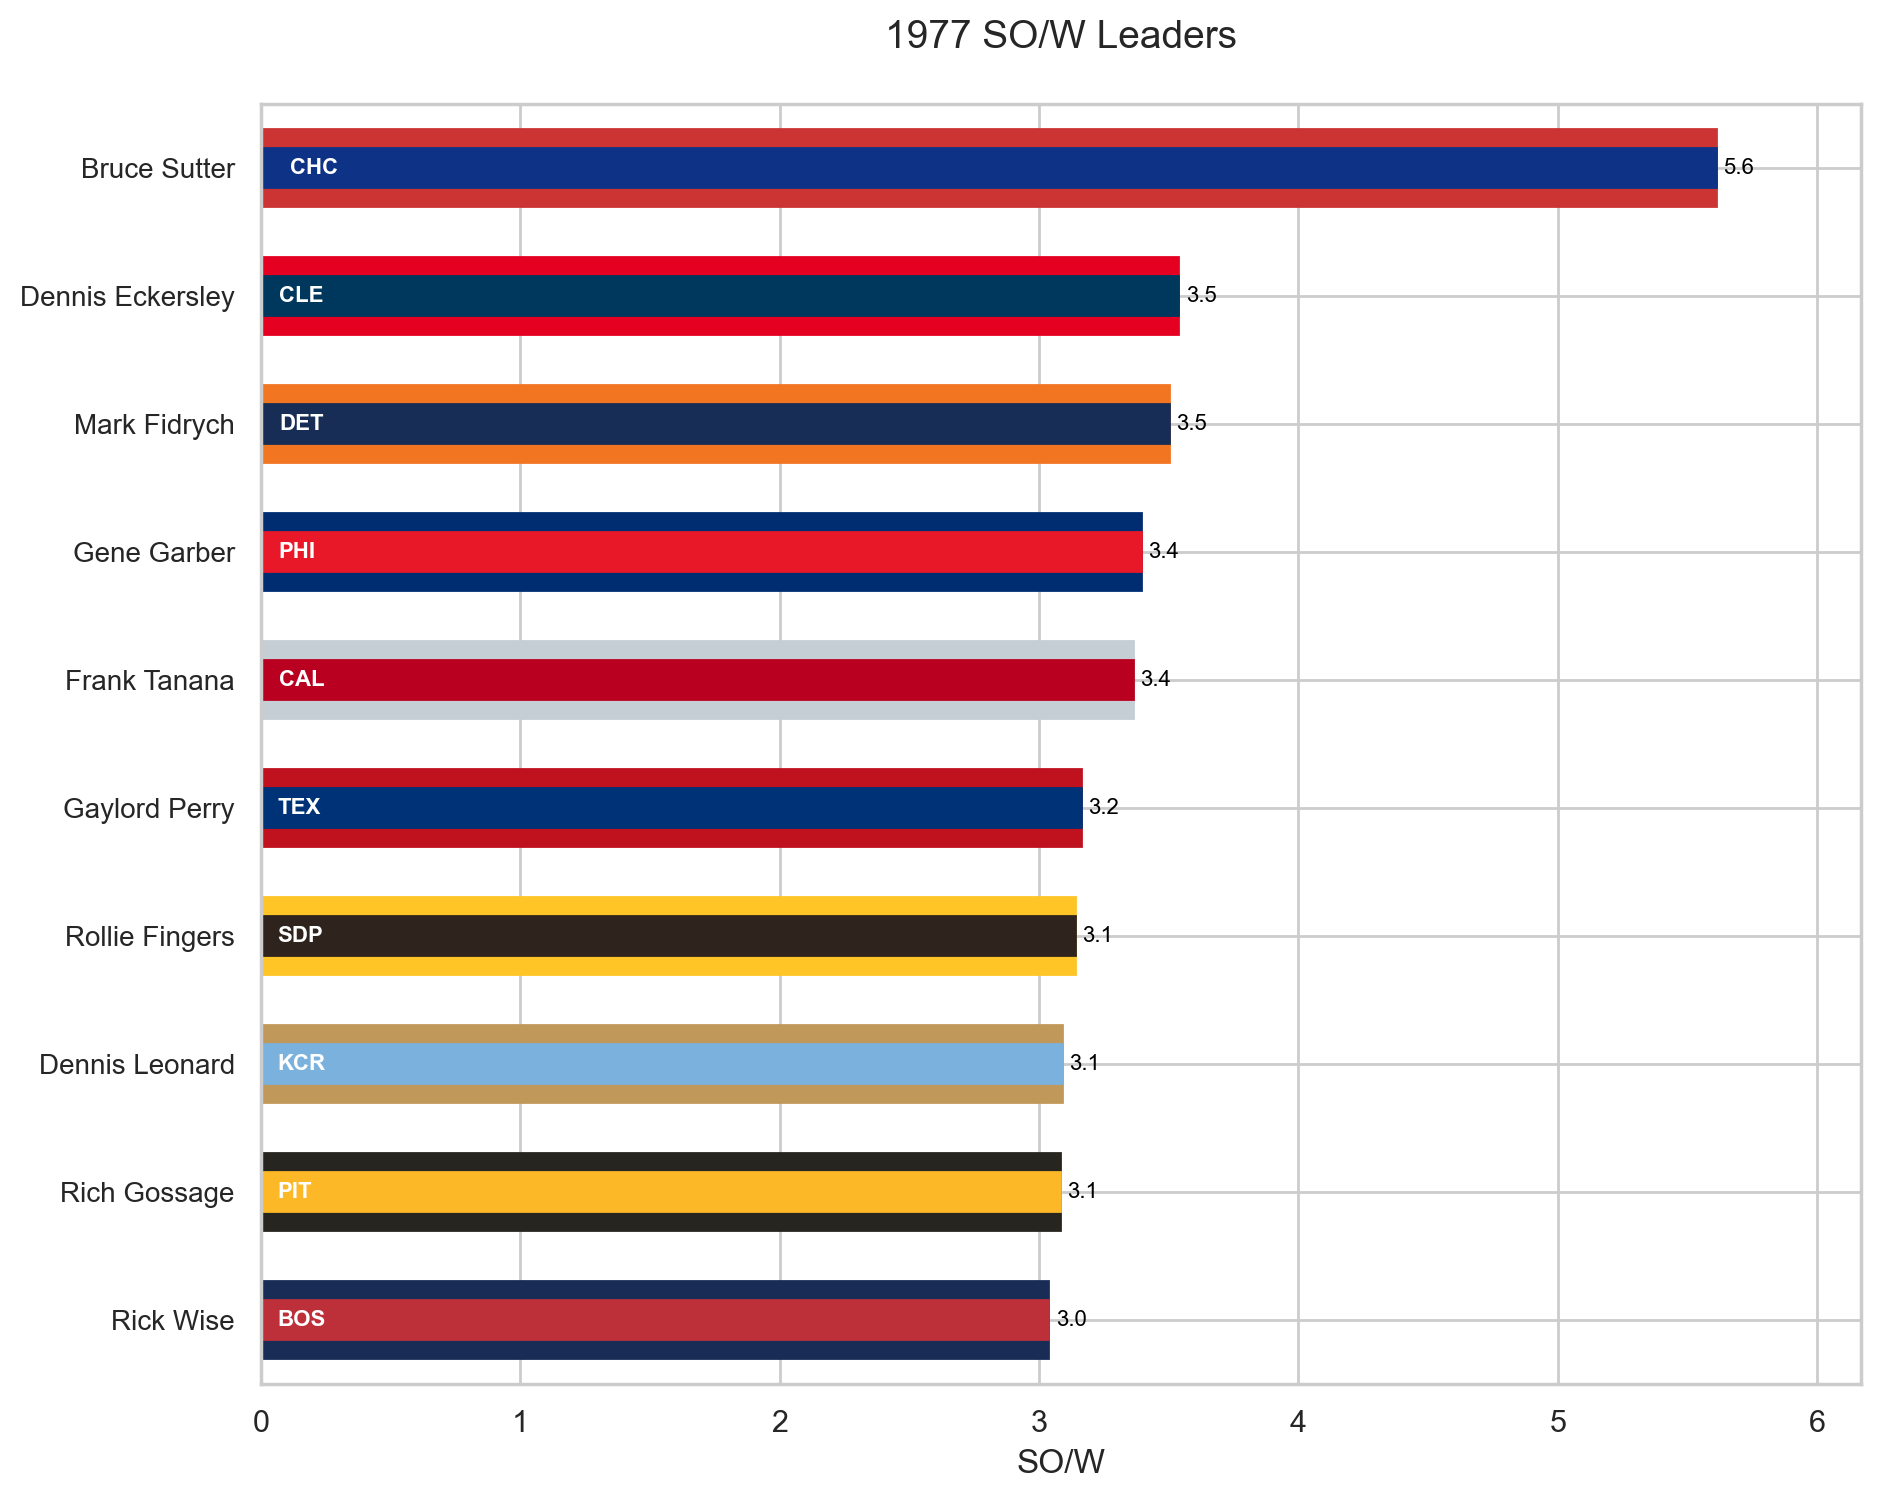 1977 SO/W Leaders
Bruce Sutter CHC 5.6
Dennis Eckersley CLE 3.5
Mark Fidrych DET 3.5
Gene Garber PHI 3.4
Frank Tanana CAL 3.4
Gaylord Perry TEX 3.2
Rollie Fingers SDP 3.1
Dennis Leonard KCR 3.1
Rich Gossage PIT 3.1
Rick Wise BOS 3.0
0 1 2 3 4 5 6
SO/W